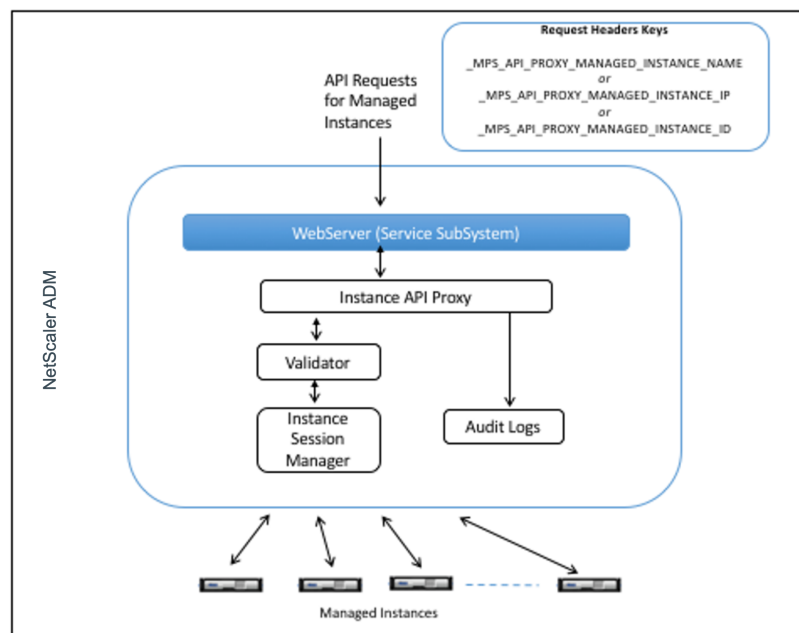 Request Headers Keys
_MPS_API_PROXY_MANAGED_INSTANCE_NAME
or
_MPS_API_PROXY_MANAGED_INSTANCE_IP
or
_MPS_API_PROXY_MANAGED_INSTANCE_ID
API Requests
for Managed
Instances
NetScaler ADM
WebServer (Service SubSystem)
Instance API Proxy
Validator
Instance
Session
Manager
Audit Logs
Managed Instances